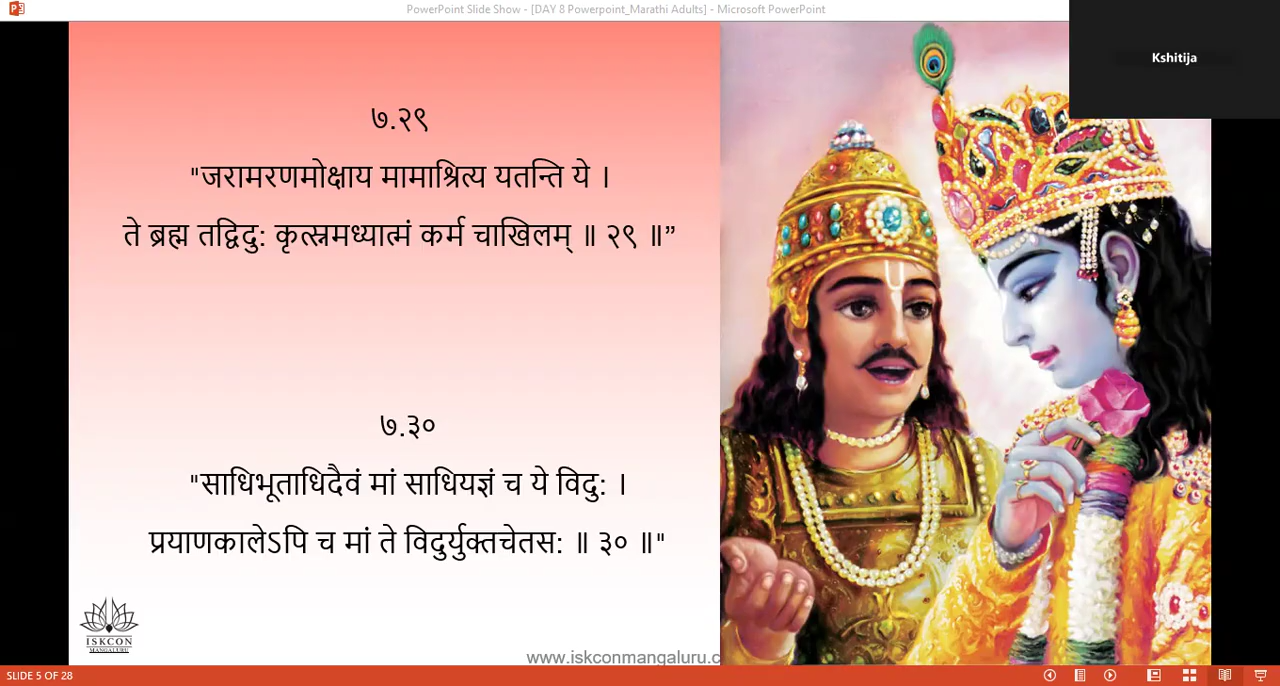 PowerPoint Slide Show - [DAY 8 Powerpoint_Marathi Adults] - Microsoft PowerPoint
Kshitija
७.२९
"जरामरणमोक्षाय मामाश्रित्य यतन्ति ये ।
ते ब्रह्म तद्विदु: कृत्स्नमध्यात्मं कर्म चाखिलम् ॥ २९ ॥”
७.३०
"साधिभूताधिदैवं मां साधियज्ञं च ये विदु: ।
प्रयाणकालेऽपि च मां ते विदुर्युक्तचेतस: ॥ ३० ॥"
ISKCON
MANGALURU
www.iskconmangaluru.c
SLIDE 5 OF 28